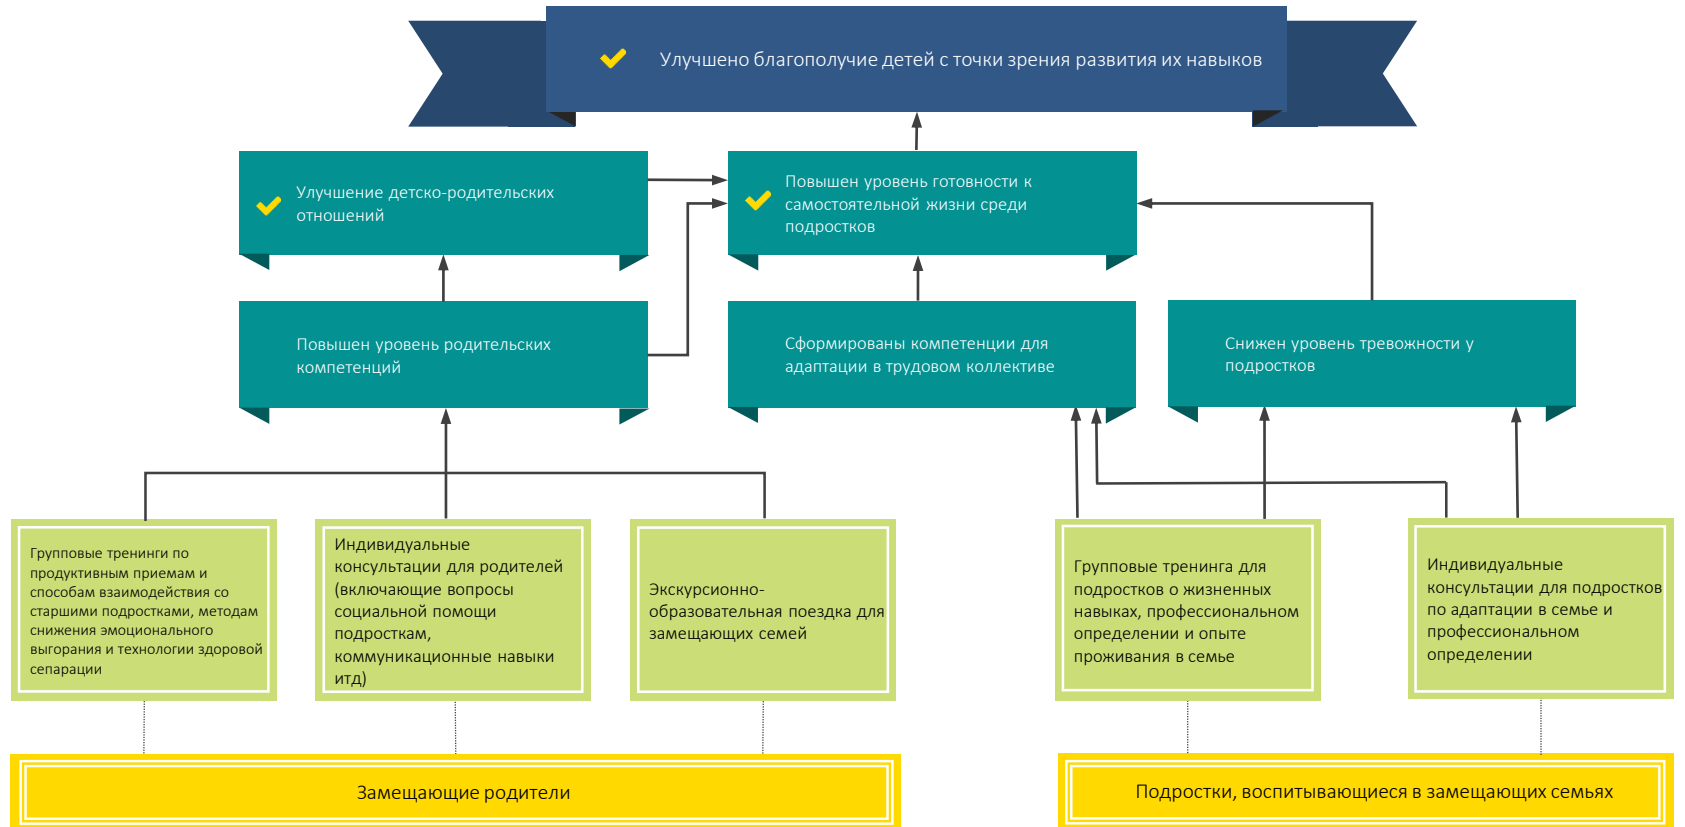 Улучшено благополучие детей с точки зрения развития их навыков
Улучшение детско-родительских
отношений
Повышен уровень готовности к
самостоятельной жизни среди
подростков
Повышен уровень родительских
компетенций
Сформированы компетенции для
адаптации в трудовом коллективе
Снижен уровень тревожности у
подростков
Групповые тренинги по
продуктивным приемам и
способам взаимодействия со
старшими подростками, методам
снижения эмоционального
выгорания и технологии здоровой
сепарации
Индивидуальные
консультации для родителей
(включающие вопросы
социальной помощи
подросткам,
коммуникационные навыки
итд)
Экскурсионно-
образовательная поездка для
замещающих семей
Групповые тренинга для
подростков о жизненных
навыках, профессиональном
определении и опыте
проживания в семье
Индивидуальные
консультации для подростков
по адаптации в семье и
профессиональном
определении
Замещающие родители
Подростки, воспитывающиеся в замещающих семьях